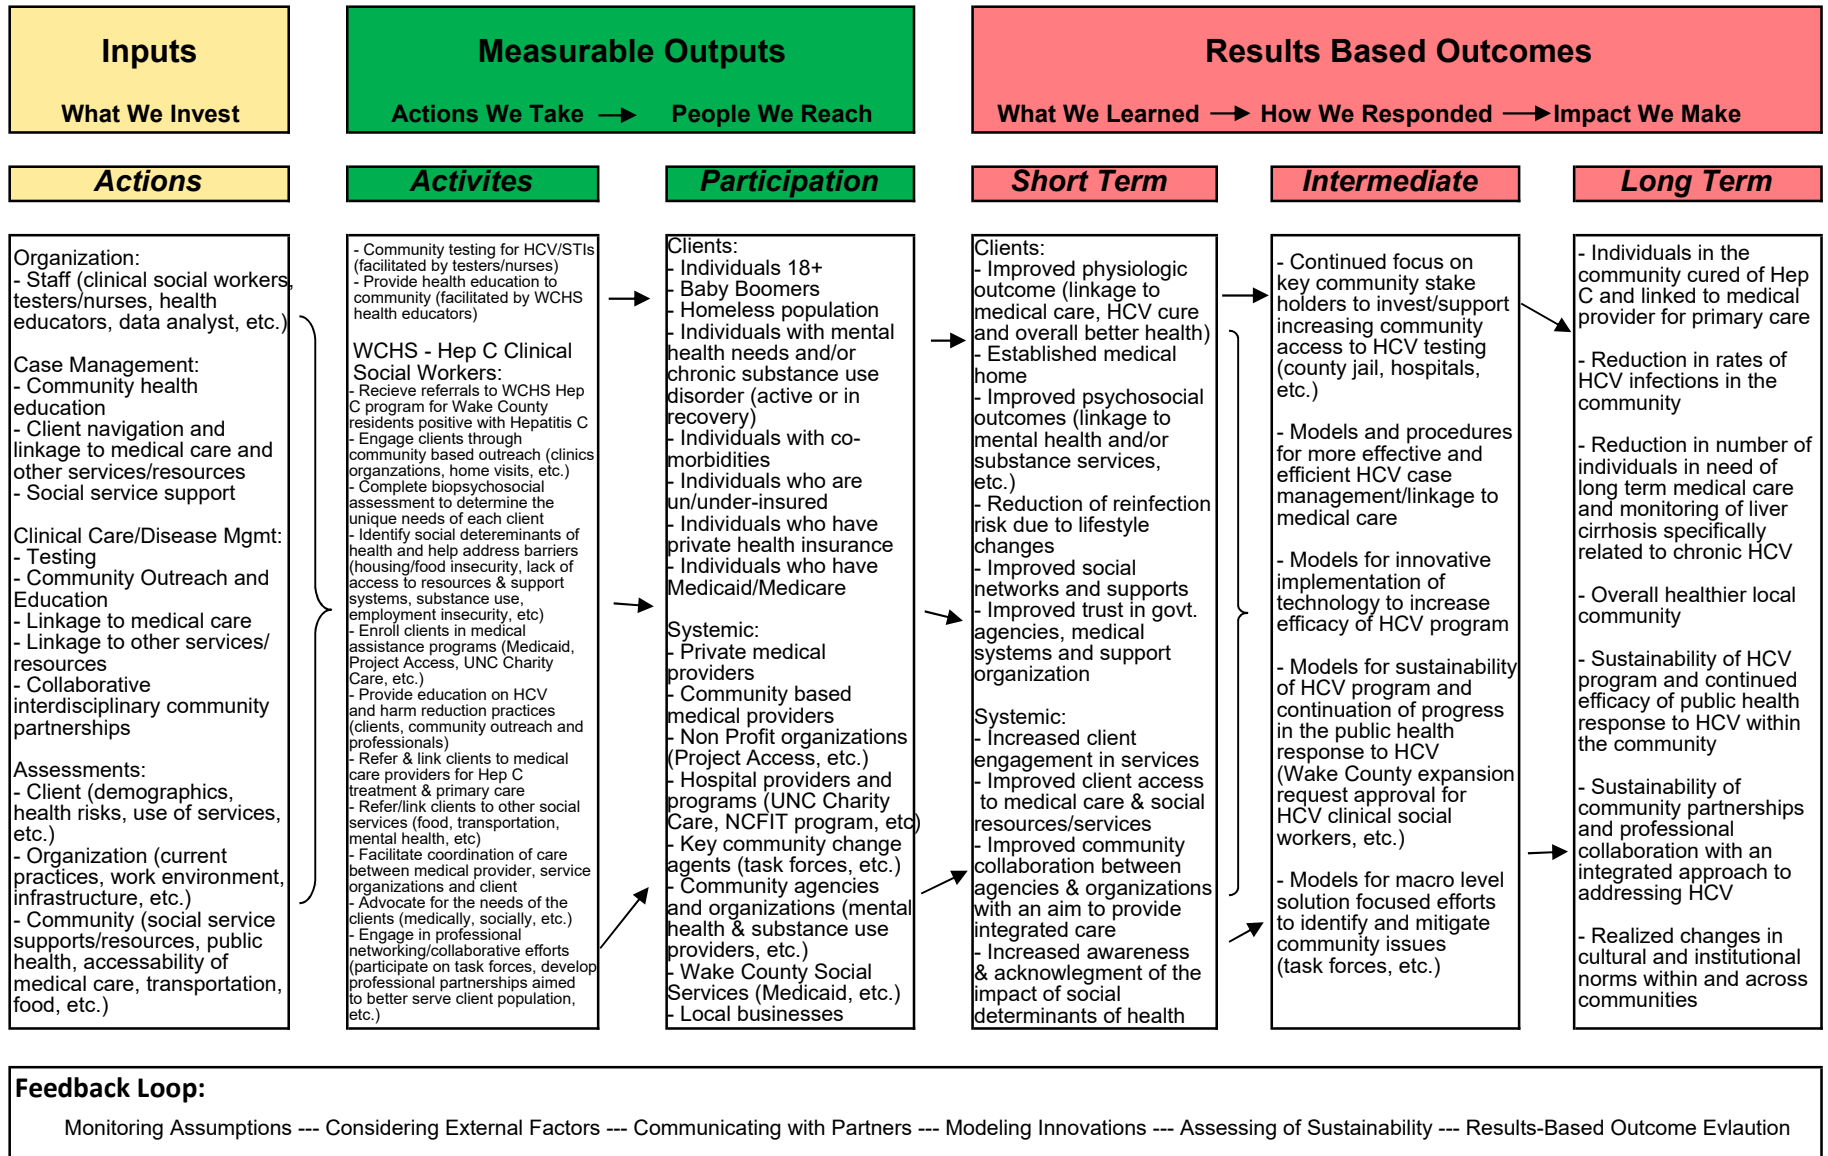 Inputs
What We Invest
Measurable Outputs
Actions We Take
People We Reach
Results Based Outcomes
What We Learned
How We Responded
Impact We Make
Actions
Activites
Participation
Short Term
Intermediate
Long Term
Organization:
- Staff (clinical social workers,
testers/nurses, health
educators, data analyst, etc.)
Case Management:
- Community health
education
- Client navigation and
linkage to medical care and
other services/resources
- Social service support
Clinical Care/Disease Mgmt:
- Testing
- Community Outreach and
Education
- Linkage to medical care
- Linkage to other services/
resources
- Collaborative
interdisciplinary community
partnerships
Assessments:
- Client (demographics,
health risks, use of services,
etc.)
- Organization (current
practices, work environment,
infrastructure, etc.)
- Community (social service
supports/resources, public
health, accessability of
medical care, transportation,
food, etc.)
- Community testing for HCV/STIs
(facilitated by testers/nurses)
- Provide health education to
community (facilitated by WCHS
health educators)
WCHS - Hep C Clinical
Social Workers:
- Recieve referrals to WCHS Hep
C program for Wake County
residents positive with Hepatitis C
- Engage clients through
community based outreach (clinics
organzations, home visits, etc.)
- Complete biopsychosocial
assessment to determine the
unique needs of each client
- Identify socialedeterminants of
health and help address barriers
(housing/food insecurity, lack of
access to resources & support
systems, substance use,
employment insecurity, etc)
- Enroll clients in medical
assistance programs (Medicaid,
Project Access, UNC Charity
Care, etc.)
- Provide education on HCV
and harm reduction practices
(clients, community outreach and
professionals)
- Refer & link clients to medical
care providers for Hep C
treatment & primary care
- Refer/link clients to other social
services (food, transportation,
mental health, etc)
- Facilitate coordination of care
between medical provider, service
organizations and client
- Advocate for the needs of the
clients (medically, socially, etc.)
- Engage in professional
networking/collaborative efforts
(participate on task forces, develop
professional partnerships aimed
to better serve client population,
etc.)
Clients:
- Individuals 18+
- Baby Boomers
- Homeless population
- Individuals with mental
health needs and/or
chronic substance use
disorder (active or in
recovery)
- Individuals with co-
morbidities
- Individuals who are
un/under-insured
- Individuals who have
private health insurance
- Individuals who have
Medicaid/Medicare
Systemic:
- Private medical
providers
- Community based
medical providers
- Non Profit organizations
(Project Access, etc.)
- Hospital providers and
programs (UNC Charity
Care, NCFIT program, etc)
- Key community change
agents (task forces, etc.)
- Community agencies
and organizations (mental
health & substance use
providers, etc.)
- Wake County Social
Services (Medicaid, etc.)
- Local businesses
Clients:
- Improved physiologic
outcome (linkage to
medical care, HCV cure
and overall better health)
- Established medical
home
- Improved psychosocial
outcomes (linkage to
mental health and/or
substance services,
etc.)
- Reduction of reinfection
risk due to lifestyle
changes
- Improved social
networks and supports
- Improved trust in govt.
agencies, medical
systems and support
organization
Systemic:
- Increased client
engagement in services
- Improved client access
to medical care & social
resources/services
- Improved community
collaboration between
agencies & organizations
with an aim to provide
integrated care
- Increased awareness
& acknowlegment of the
impact of social
determinants of health
- Continued focus on
key community stake
holders to invest/support
increasing community
access to HCV testing
(county jail, hospitals,
etc.)
- Models and procedures
for more effective and
efficient HCV case
management/linkage to
medical care
- Models for innovative
implementation of
technology to increase
efficacy of HCV program
- Models for sustainability
of HCV program and
continuation of progress
in the public health
response to HCV
(Wake County expansion
request approval for
HCV clinical social
workers, etc.)
- Models for macro level
solution focused efforts
to identify and mitigate
community issues
(task forces, etc.)
- Individuals in the
community cured of Hep
C and linked to medical
provider for primary care
- Reduction in rates of
HCV infections in the
community
- Reduction in number of
individuals in need of
long term medical care
and monitoring of liver
cirrhosis specifically
related to chronic HCV
- Overall healthier local
community
- Sustainability of HCV
program and continued
efficacy of public health
response to HCV within
the community
- Sustainability of
community partnerships
and professional
collaboration with an
integrated approach to
addressing HCV
- Realized changes in
cultural and institutional
norms within and across
communities
Feedback Loop:
Monitoring Assumptions --- Considering External Factors --- Communicating with Partners --- Modeling Innovations --- Assessing of Sustainability --- Results-Based Outcome Evlaution